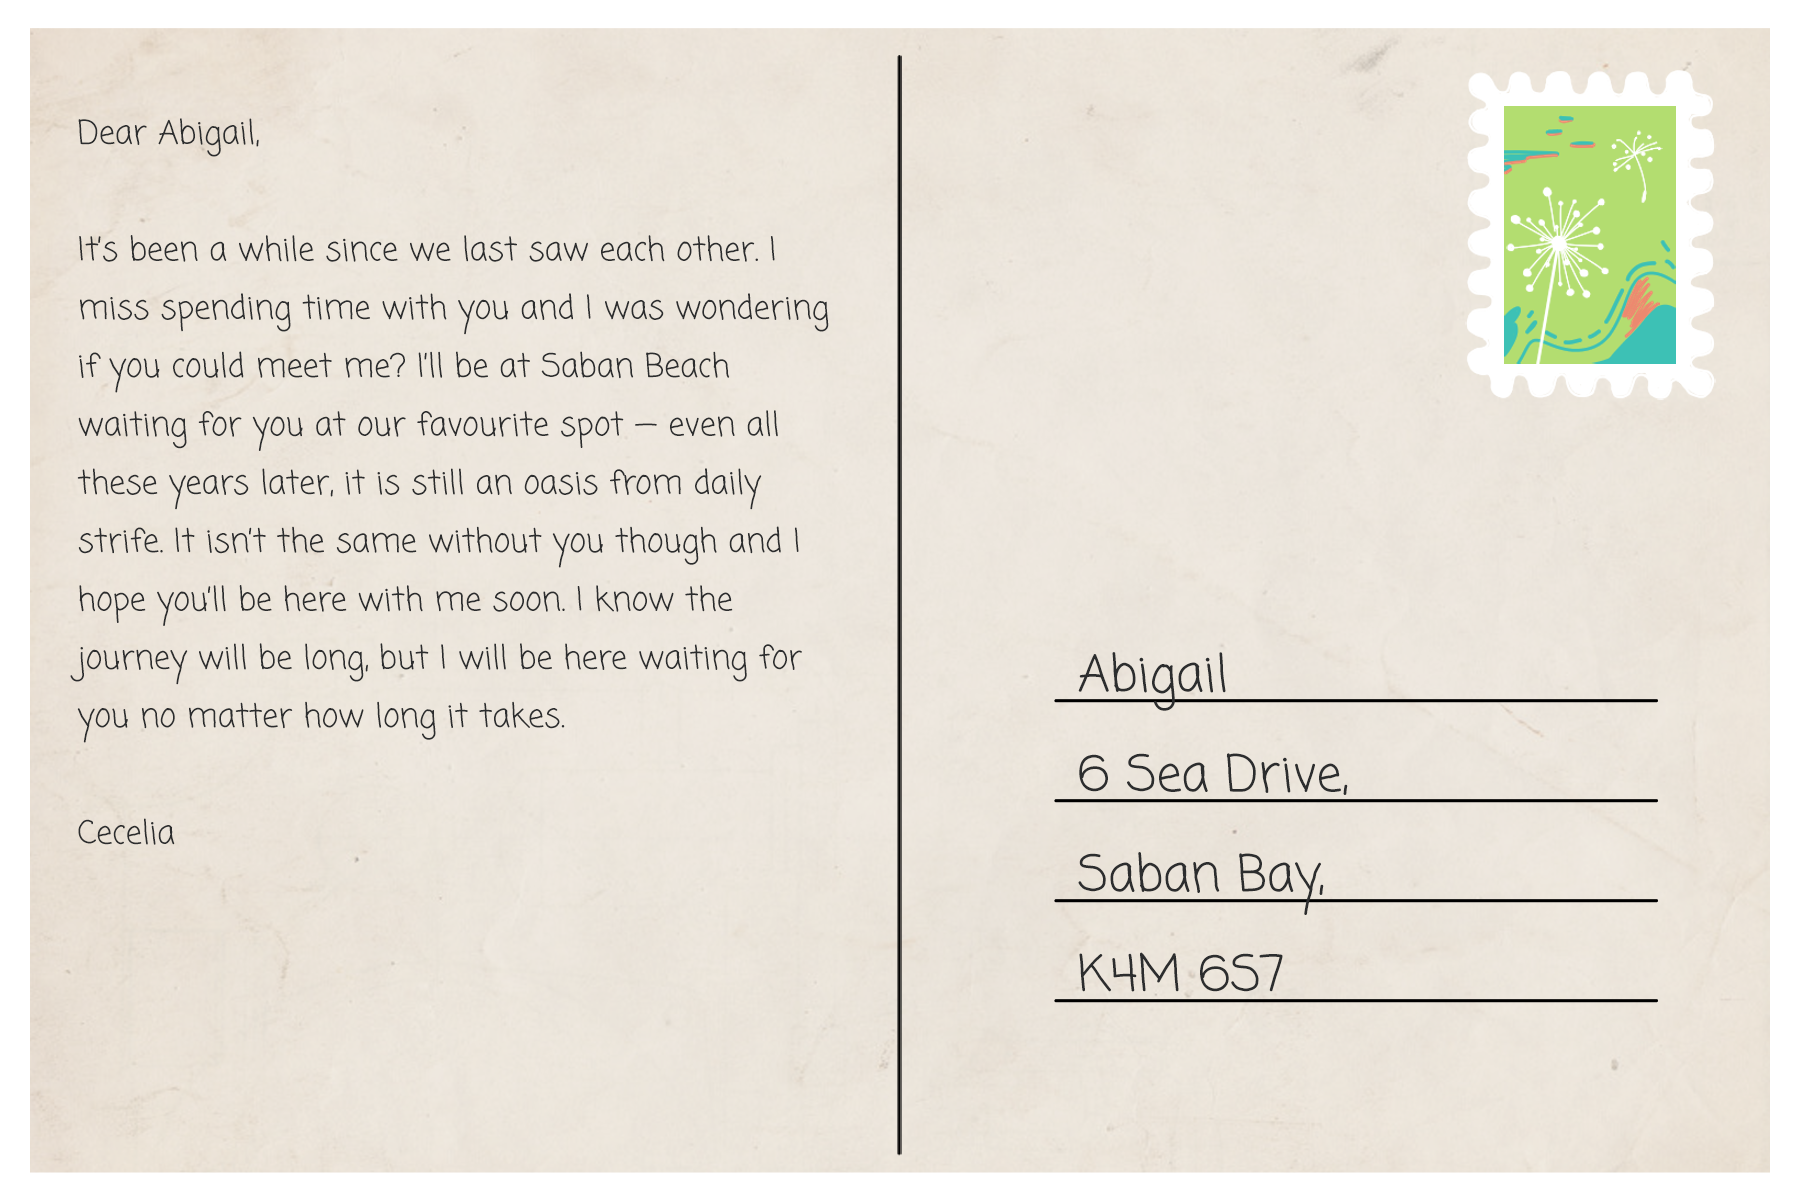 Dear Abigail,
It's been a while since we last saw each other. I
miss spending time with you and I was wondering
if you could meet me? I'll be at Saban Beach
waiting for you at our favourite spot – even all
these years later, it is still an oasis from daily
strife. It isn't the same without you though and I
hope you'll be here with me soon. I know the
journey will be long, but I will be here waiting for
you no matter how long it takes.
Cecelia
Abigail
6 Sea Drive,
Saban Bay,
K4M 6S7